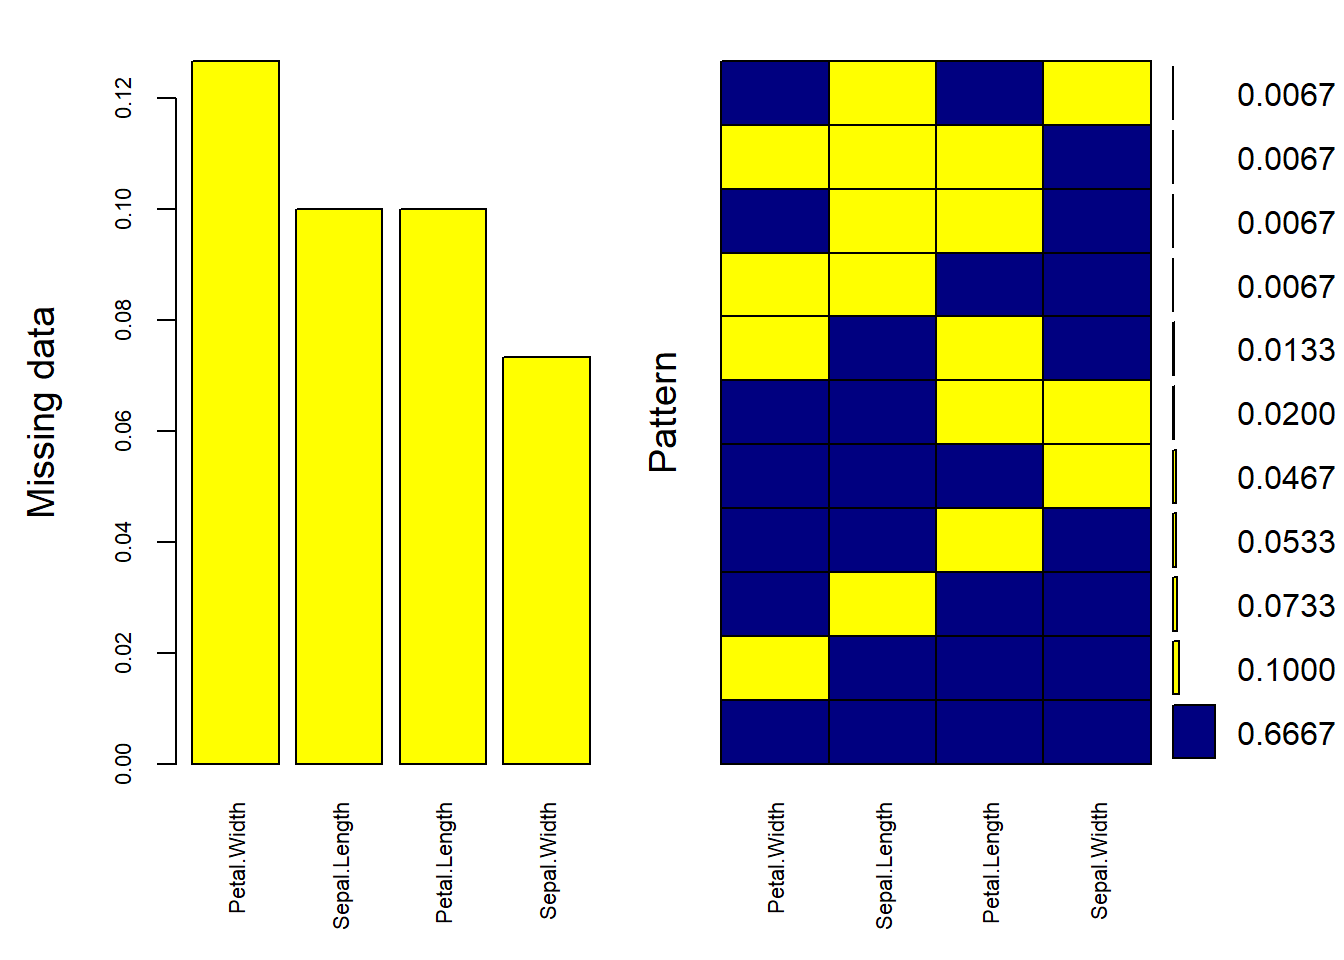 Missing data
0.12
0.10
0.08
0.06
0.04
0.02
0.00
Petal.Width
Sepal.Length
Petal.Length
Sepal.Width
Pattern
Petal.Width
Sepal.Length
Petal.Length
Sepal.Width
0.0067
0.0067
0.0067
0.0067
0.0133
0.0200
0.0467
0.0533
0.0733
0.1000
0.6667